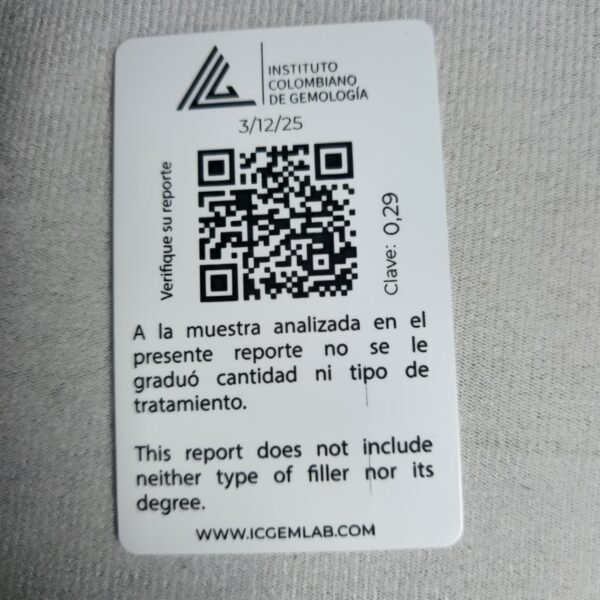 INSTITUTO
COLOMBIANO
DE GEMOLOGÍA
3/12/25
Verifique su reporte
Clave: 0,29
A la muestra analizada en el
presente reporte no se le
graduó cantidad ni tipo de
tratamiento.
This report does not include
neither type of filler nor its
degree.
WWW.ICGEMLAB.COM